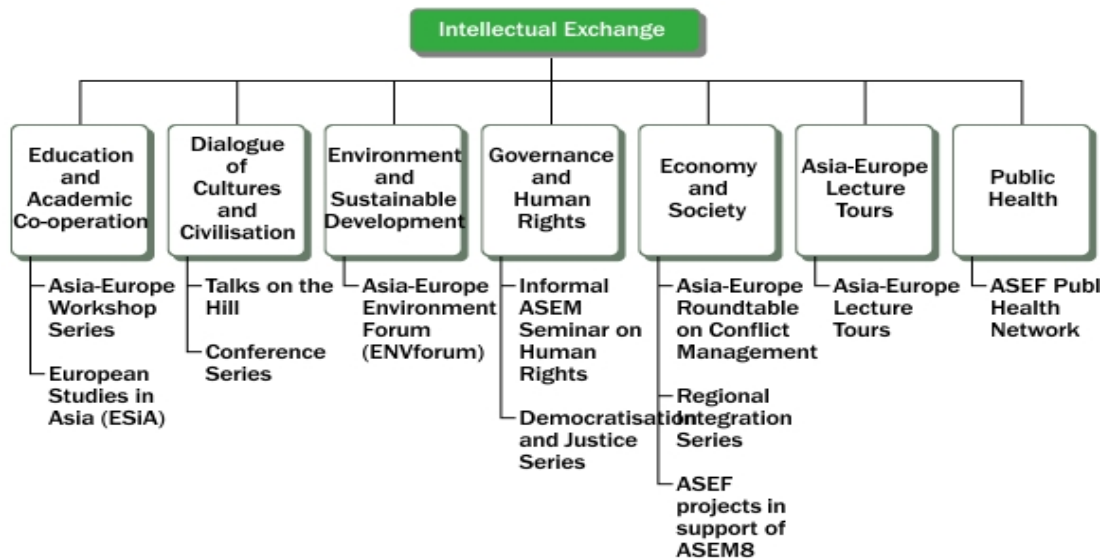 Intellectual Exchange
Education
and
Academic
Co-operation
Dialogue
of
Cultures
and
Civilisation
Environment
and
Sustainable
Development
Governance
and
Human
Rights
Economy
and
Society
Asia-Europe
Lecture
Tours
Public
Health
Asia-Europe
Workshop
Series
European
Studies in
Asia (ESiA)
Talks on the
Hill
Conference
Series
Asia-Europe
Environment
Forum
(ENVforum)
Informal
ASEM
Seminar on
Human
Rights
Democratisation
and Justice
Series
Asia-Europe
Roundtable
on Conflict
Management
Regional
Integration
Series
ASEF
projects in
support of
ASEM8
Asia-Europe
Lecture
Tours
ASEF Publ
Health
Network